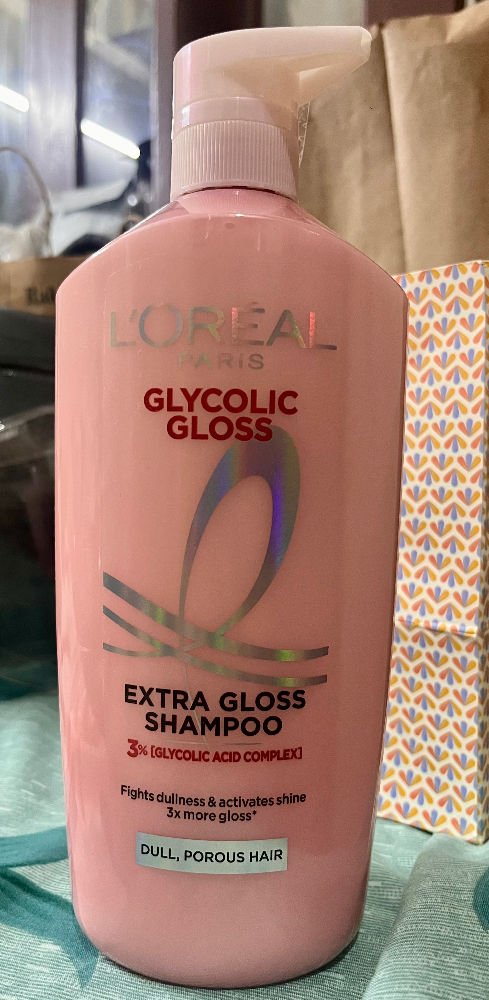 L'ORÉAL
PARIS
GLYCOLIC
GLOSS
EXTRA GLOSS
SHAMPOO
3% [GLYCOLIC ACID COMPLEX]
Fights dullness & activates shine
3x more gloss*
DULL, POROUS HAIR